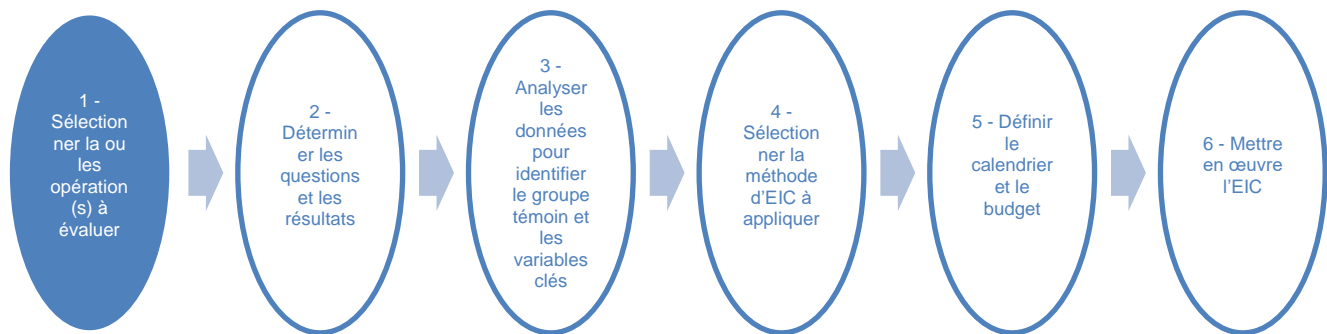 1 -
Sélection
ner la ou
les
opération
(s) à
évaluer
2 -
Détermin
er les
questions
et les
résultats
3 -
Analyser
les
données
pour
identifier
le groupe
témoin et
les
variables
clés
4 -
Sélection
ner la
méthode
d'EIC à
appliquer
5 - Définir
le
calendrier
et le
budget
6 - Mettre
en œuvre
l'EIC